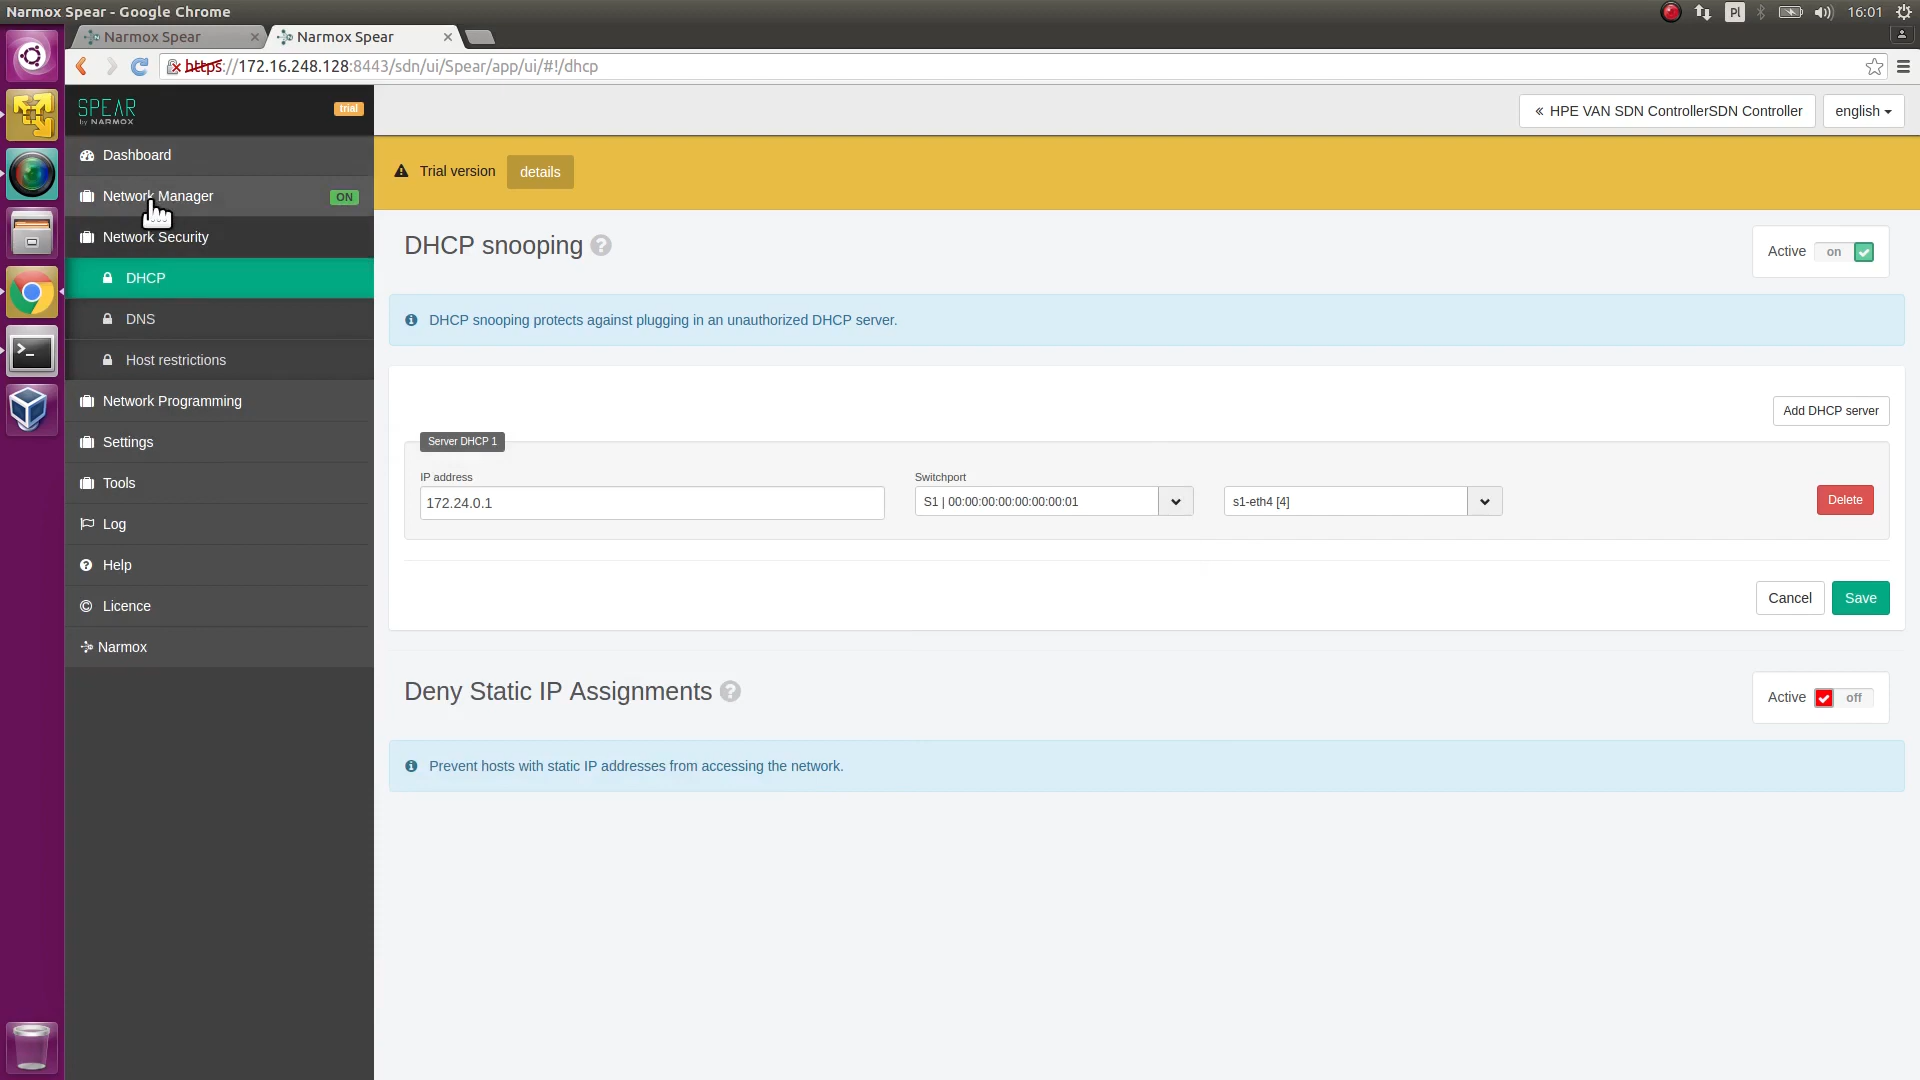 Narmox Spear - Google Chrome
Pl
16:01
Narmox Spear
Narmox Spear
https://172.16.248.128:8443/sdn/ui/Spear/app/ui/#!/dhcp
SPEAR
by NARMOX
trial
« HPE VAN SDN ControllerSDN Controller
english
Dashboard
Trial version
details
Network Manager
ON
Network Security
DHCP snooping
Active
on
DHCP
DNS
DHCP snooping protects against plugging in an unauthorized DHCP server.
Host restrictions
Network Programming
Add DHCP server
Settings
Server DHCP 1
Tools
IP address
Switchport
172.24.0.1
S1 | 00:00:00:00:00:00:00:01
s1-eth4 [4]
Delete
Log
Help
Licence
Cancel
Save
Narmox
Deny Static IP Assignments
Active
off
Prevent hosts with static IP addresses from accessing the network.